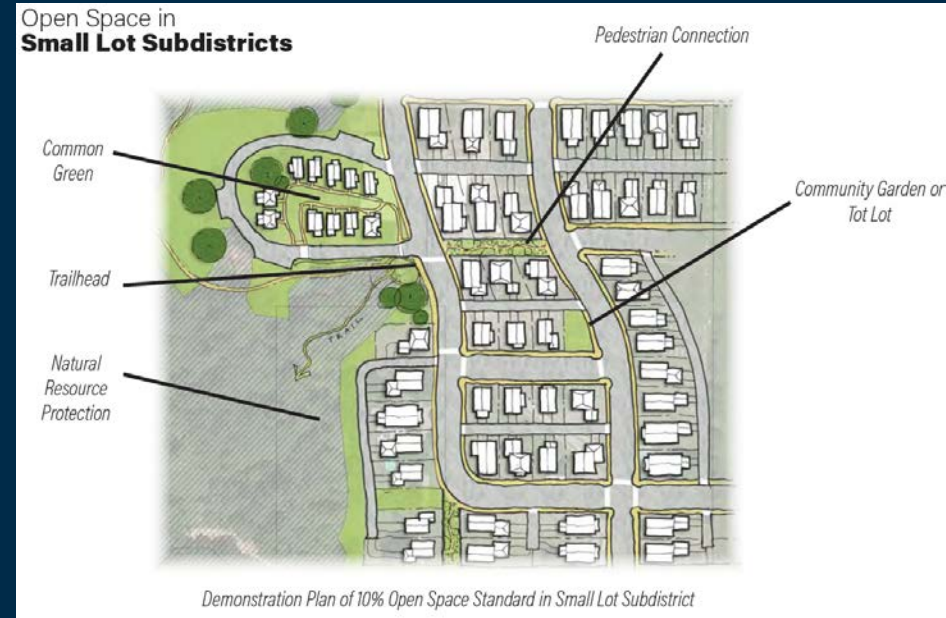 Open Space in
Small Lot Subdistricts
Pedestrian Connection
Common
Green
Community Garden or
Tot Lot
Trailhead
TRAIL
Natural
Resource
Protection
Demonstration Plan of 10% Open Space Standard in Small Lot Subdistrict